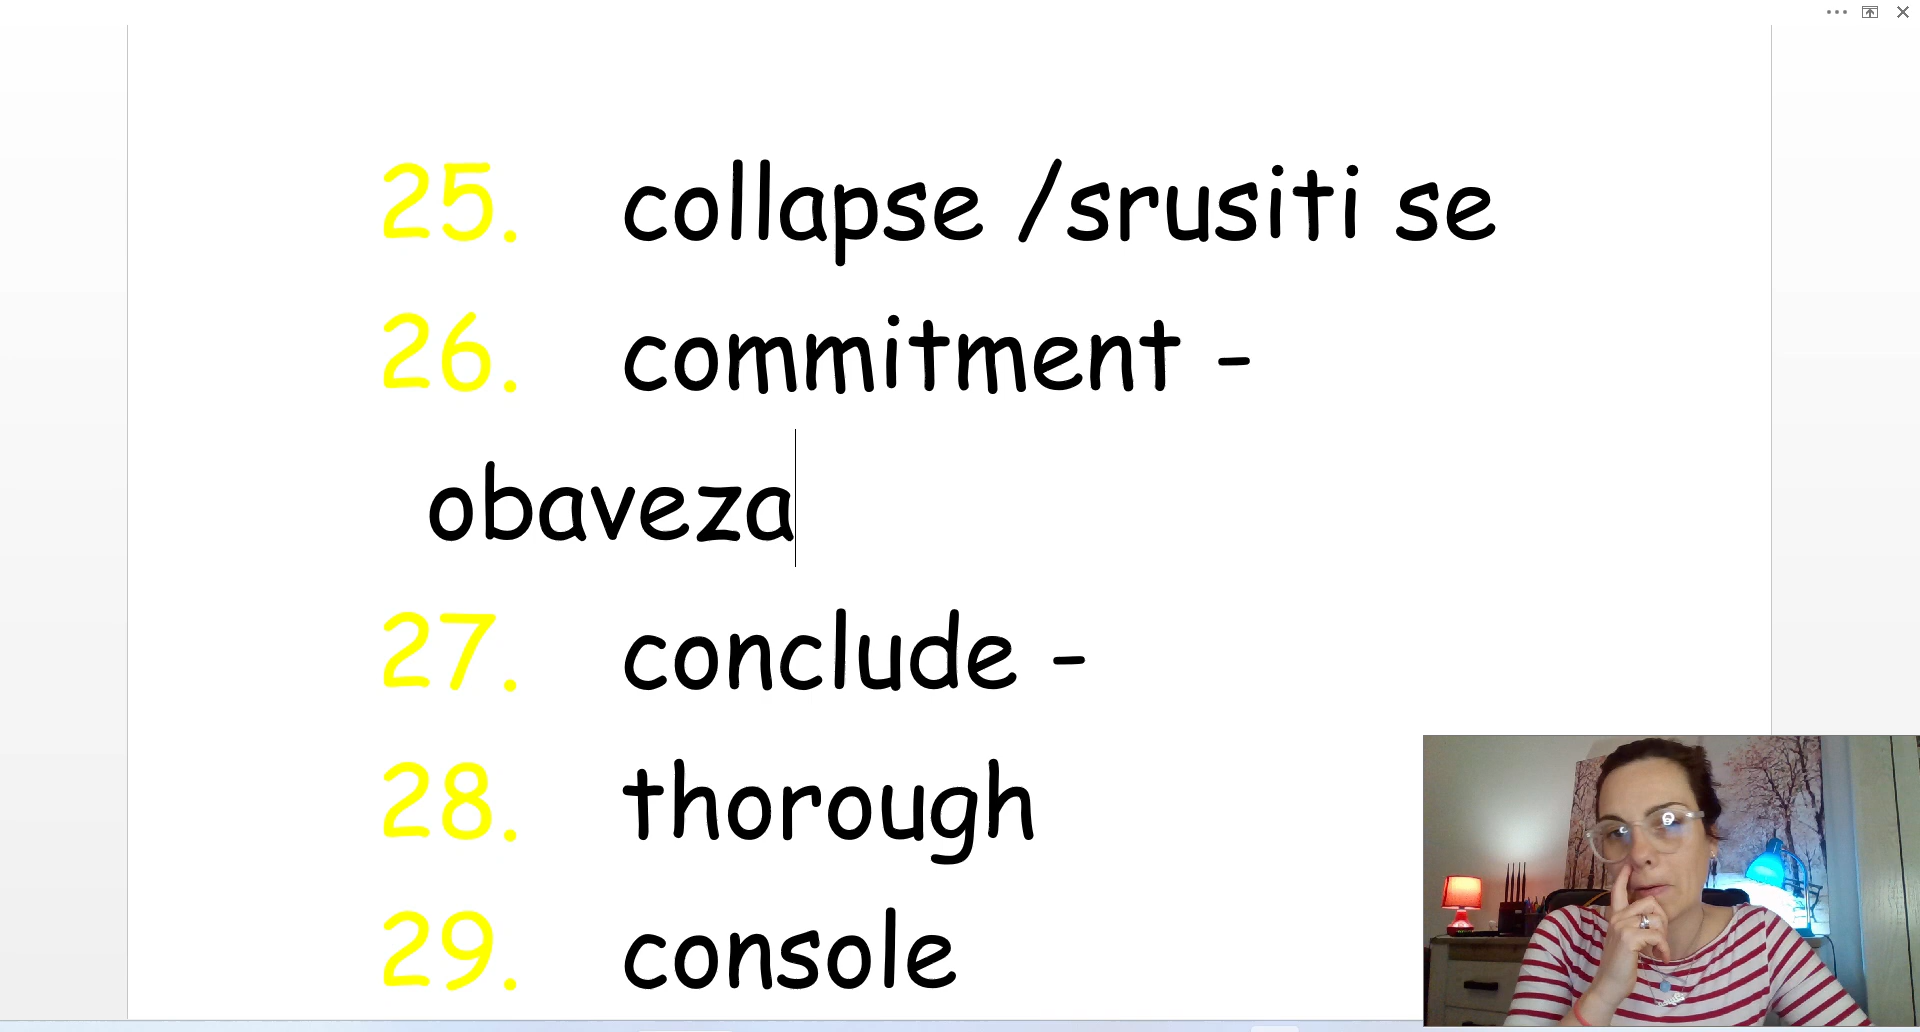 25. collapse /srusiti se
26. commitment -
obaveza
27. conclude -
28. thorough
29. console